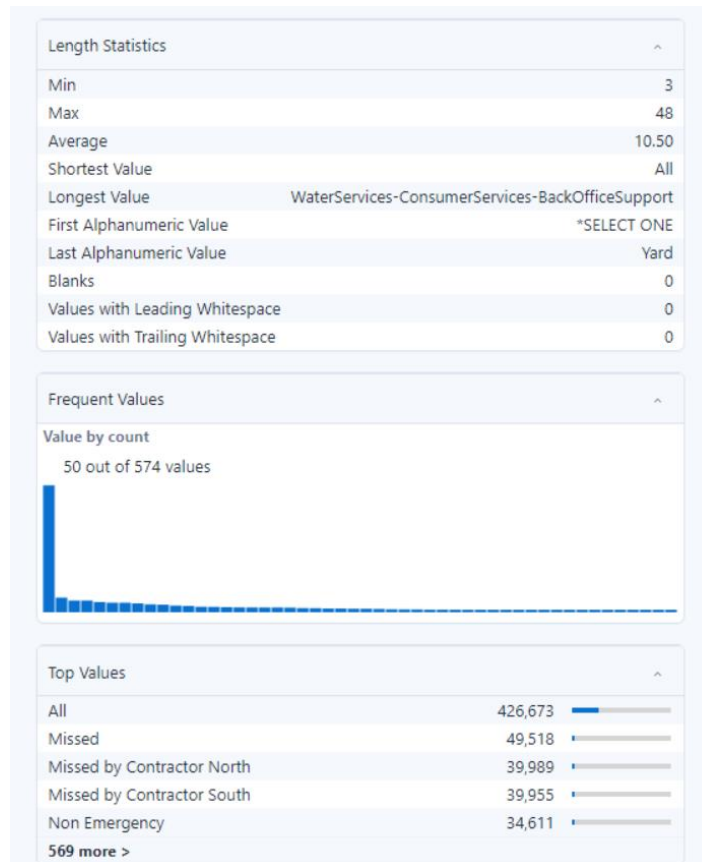 Length Statistics
Min 3
Max 48
Average 10.50
Shortest Value All
Longest Value WaterServices-ConsumerServices-BackOfficeSupport
First Alphanumeric Value *SELECT ONE
Last Alphanumeric Value Yard
Blanks 0
Values with Leading Whitespace 0
Values with Trailing Whitespace 0
Frequent Values
Value by count
50 out of 574 values
Top Values
All 426,673
Missed 49,518
Missed by Contractor North 39,989
Missed by Contractor South 39,955
Non Emergency 34,611
569 more >